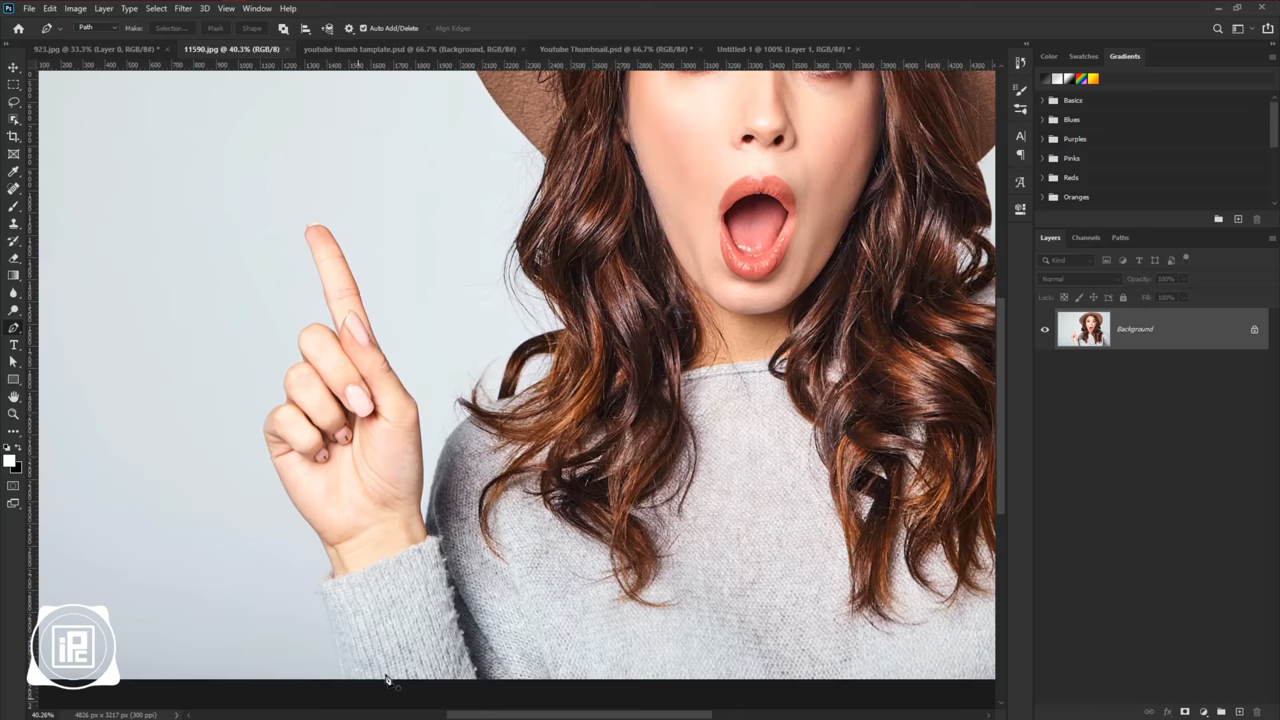 Ps File Edit Image Layer Type Select Filter 3D View Window Help
Path Make: Selection... Mask Shape Auto Add/Delete Align Edges
923.jpg @ 33.3% (Layer 0, RGB/8#) * × 11590.jpg @ 40.3% (RGB/8) × youtube thumb tamplate.psd @ 66.7% (Background, RGB/8#) × Youtube Thumbnail.psd @ 66.7% (RGB/8#) * × Untitled-1 @ 100% (Layer 1, RGB/8#) * ×
Color Swatches Gradients
Basics
Blues
Purples
Pinks
Reds
Oranges
Layers Channels Paths
Kind
Normal Opacity: 100%
Lock: Fill: 100%
Background
iPc
40.26% 4826 px x 3217 px (300 ppi)